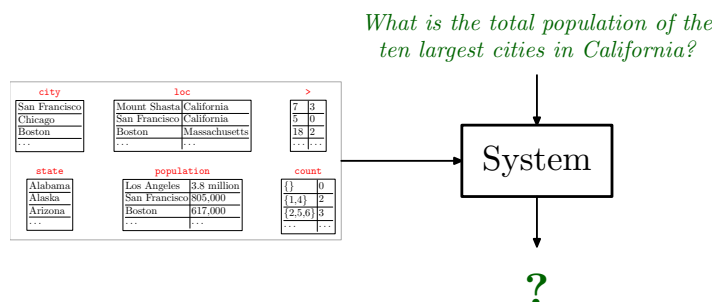 What is the total population of the
ten largest cities in California?
city loc >
San Francisco Mount Shasta California 7 3
Chicago San Francisco California 5 0
Boston Boston Massachusetts 18 2
... ... ... ...
System
state population count
Alabama Los Angeles 3.8 million {} 0
Alaska San Francisco 805,000 {1,4} 2
Arizona Boston 617,000 {2,5,6} 3
... ... ... ...
?